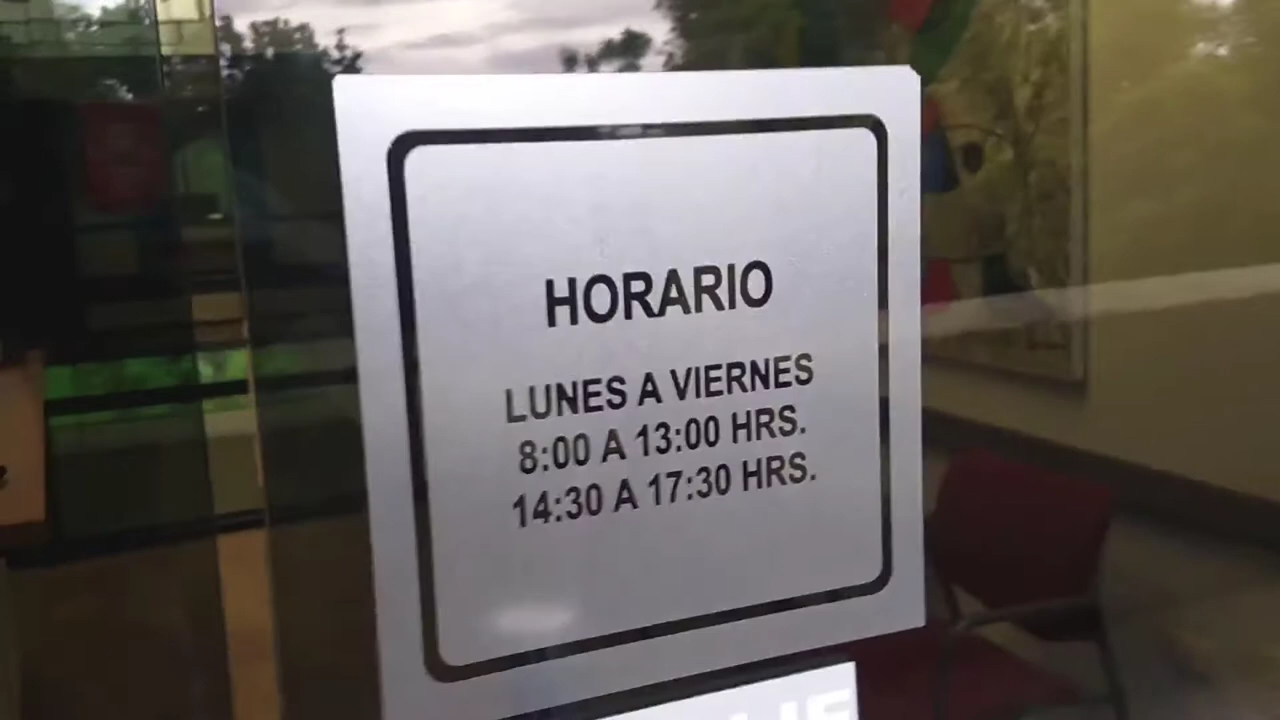 HORARIO
LUNES A VIERNES
8:00 A 13:00 HRS.
14:30 A 17:30 HRS.